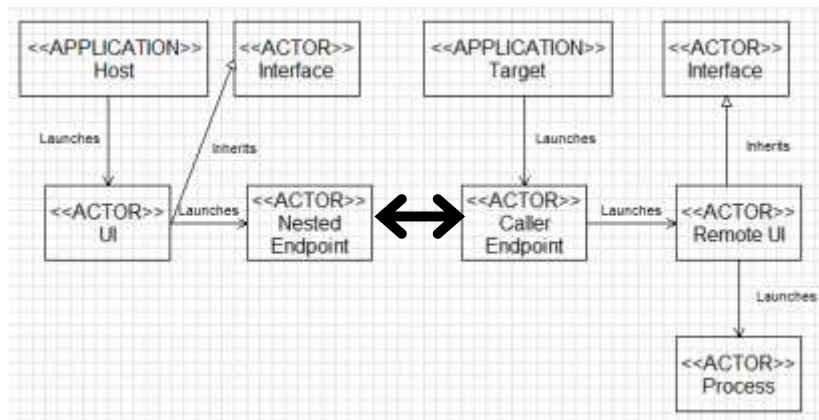 <<APPLICATION>>
Host
<<ACTOR>>
Interface
<<APPLICATION>>
Target
<<ACTOR>>
Interface
Launches
Inherits
Launches
Inherits
<<ACTOR>>
UI
Launches
<<ACTOR>>
Nested
Endpoint
<<ACTOR>>
Caller
Endpoint
Launches
<<ACTOR>>
Remote UI
Launches
<<ACTOR>>
Process